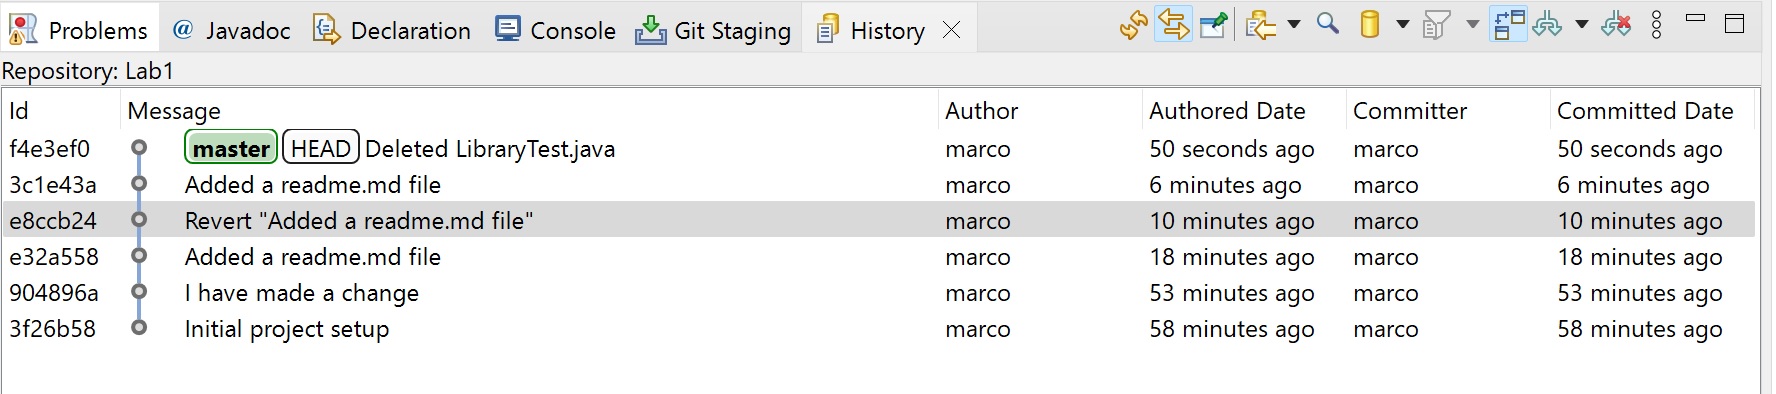 Problems @ Javadoc Declaration Console Git Staging History
Repository: Lab1
Id Message Author Authored Date Committer Committed Date
f4e3ef0 master HEAD Deleted LibraryTest.java marco 50 seconds ago marco 50 seconds ago
3c1e43a Added a readme.md file marco 6 minutes ago marco 6 minutes ago
e8ccb24 Revert "Added a readme.md file" marco 10 minutes ago marco 10 minutes ago
e32a558 Added a readme.md file marco 18 minutes ago marco 18 minutes ago
904896a I have made a change marco 53 minutes ago marco 53 minutes ago
3f26b58 Initial project setup marco 58 minutes ago marco 58 minutes ago